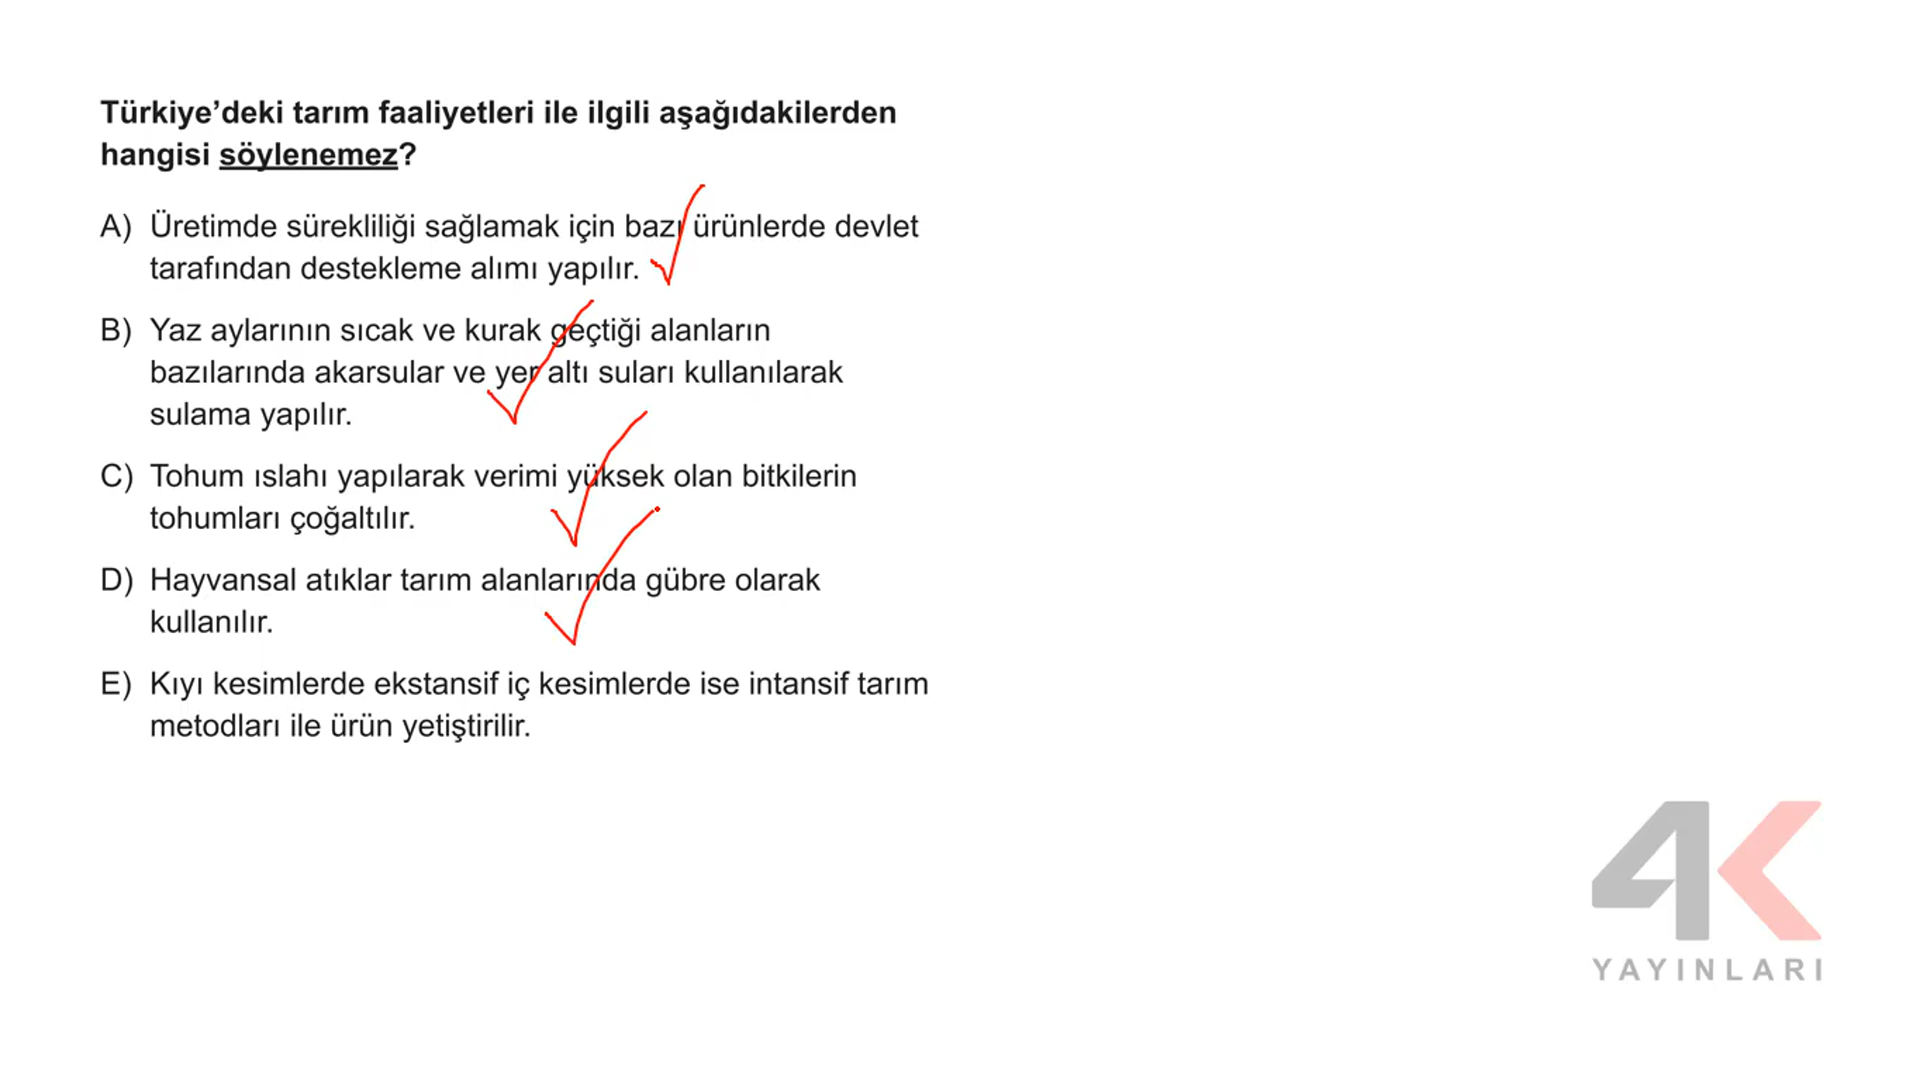 Türkiye’deki tarım faaliyetleri ile ilgili aşağıdakilerden
hangisi söylenemez?
A) Üretimde sürekliliği sağlamak için bazı ürünlerde devlet
tarafından destekleme alımı yapılır.
B) Yaz aylarının sıcak ve kurak geçtiği alanların
bazılarında akarsular ve yer altı suları kullanılarak
sulama yapılır.
C) Tohum ıslahı yapılarak verimi yüksek olan bitkilerin
tohumları çoğaltılır.
D) Hayvansal atıklar tarım alanlarında gübre olarak
kullanılır.
E) Kıyı kesimlerde ekstansif iç kesimlerde ise intansif tarım
metodları ile ürün yetiştirilir.
4K
YAYINLARI